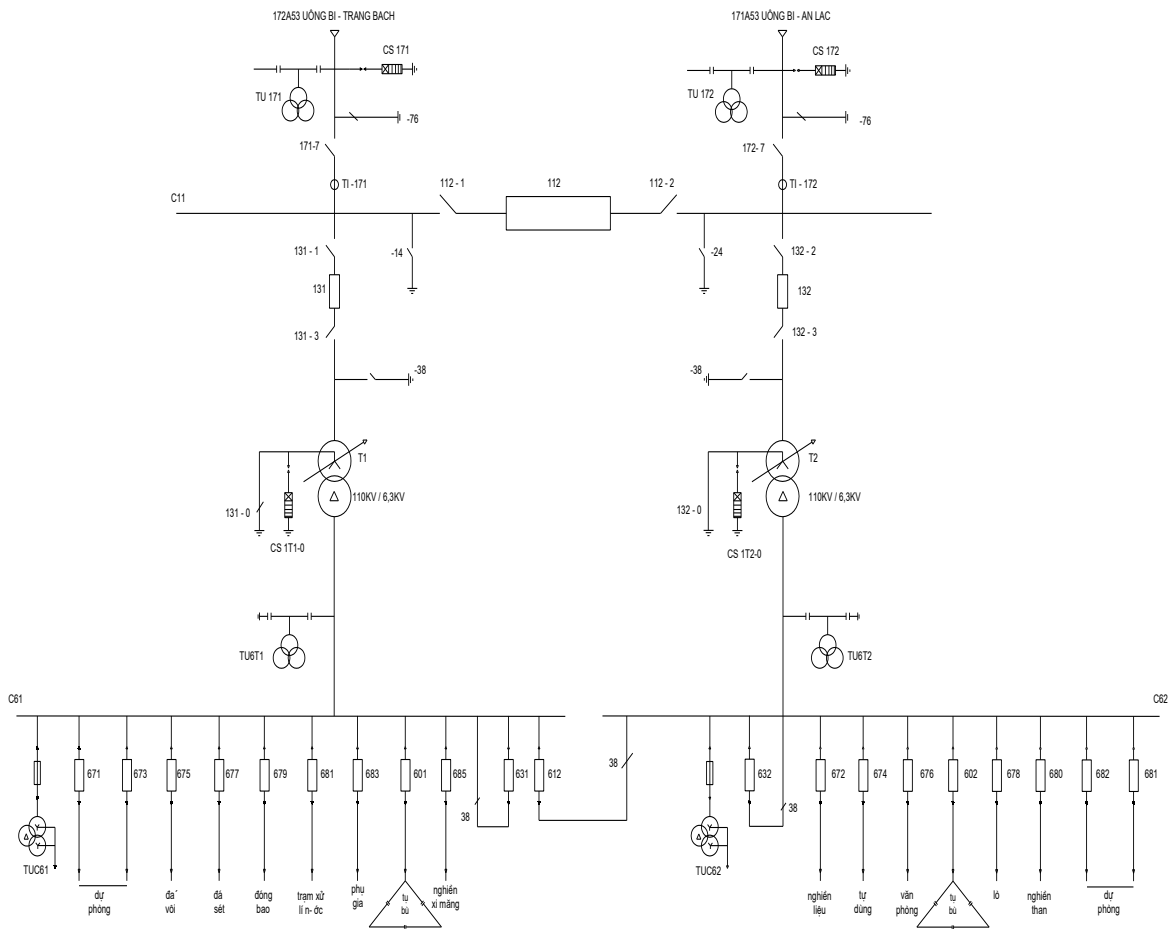 172A53 UÔNG BI - TRANG BACH
171A53 UÔNG BI - AN LAC
CS 171
CS 172
TU 171
TU 172
-76
-76
171-7
172- 7
TI -171
112 - 1
112
112 - 2
TI - 172
C11
131 - 1
-14
-24
132 - 2
131
132
131 - 3
132 - 3
-38
-38
T1
T2
110KV / 6,3KV
110KV / 6,3KV
131 - 0
132 - 0
CS 1T1-0
CS 1T2-0
TU6T1
TU6T2
C61
C62
671
673
675
677
679
681
683
601
685
631
612
38
632
672
674
676
602
678
680
682
681
38
38
TUC61
TUC62
dự
phóng
đa´
vôi
đá
sét
đóng
bao
trạm xử
lí n- ớc
phụ
gia
tụ
bù
nghiền
xi măng
nghiền
liệu
tự
dùng
văn
phòng
tụ
bù
lò
nghiền
than
dự
phóng